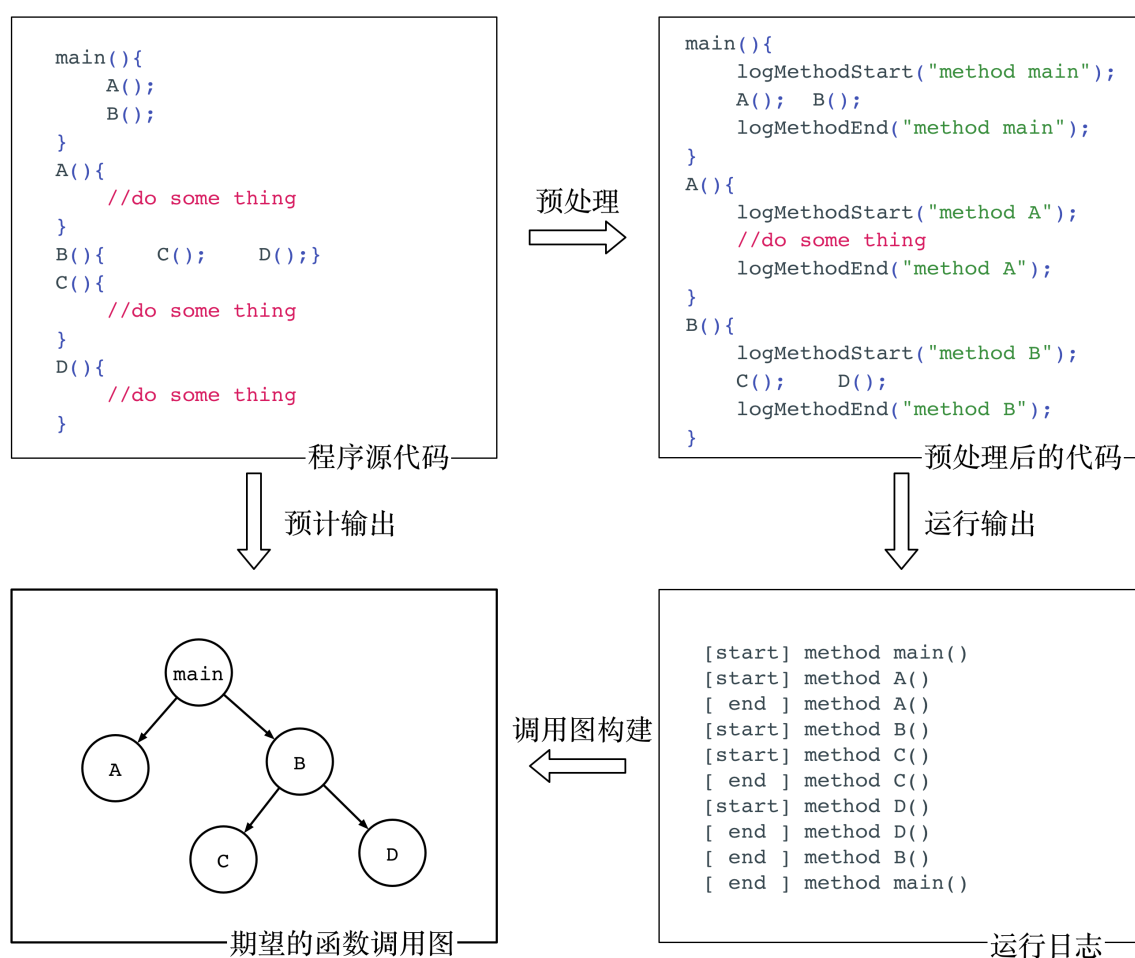 main(){
    A();
    B();
}
A(){
    //do some thing
}
B(){    C();    D();}
C(){
    //do some thing
}
D(){
    //do some thing
}
程序源代码
预处理
main(){
    logMethodStart("method main");
    A();  B();
    logMethodEnd("method main");
}
A(){
    logMethodStart("method A");
    //do some thing
    logMethodEnd("method A");
}
B(){
    logMethodStart("method B");
    C();    D();
    logMethodEnd("method B");
}
预处理后的代码
预计输出
运行输出
main
A
B
C
D
期望的函数调用图
调用图构建
[start] method main()
[start] method A()
[ end ] method A()
[start] method B()
[start] method C()
[ end ] method C()
[start] method D()
[ end ] method D()
[ end ] method B()
[ end ] method main()
运行日志